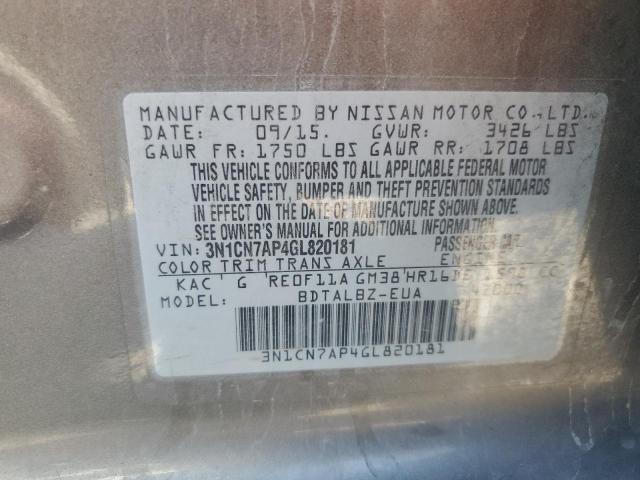 MANUFACTURED BY NISSAN MOTOR CO.,LTD.
DATE: 09/15. GVWR: 3426 LBS
GAWR FR: 1750 LBS GAWR RR: 1708 LBS
THIS VEHICLE CONFORMS TO ALL APPLICABLE FEDERAL MOTOR
VEHICLE SAFETY, BUMPER AND THEFT PREVENTION STANDARDS
IN EFFECT ON THE DATE OF MANUFACTURE SHOWN ABOVE.
SEE OWNER'S MANUAL FOR ADDITIONAL INFORMATION.
VIN: 3N1CN7AP4GL820181 PASSENGER CAR
COLOR TRIM TRANS AXLE ENGINE
KAC G RE0F11A GM38 HR16DE 1598 CC
MODEL: BDTALBZ-EUA
3N1CN7AP4GL820181